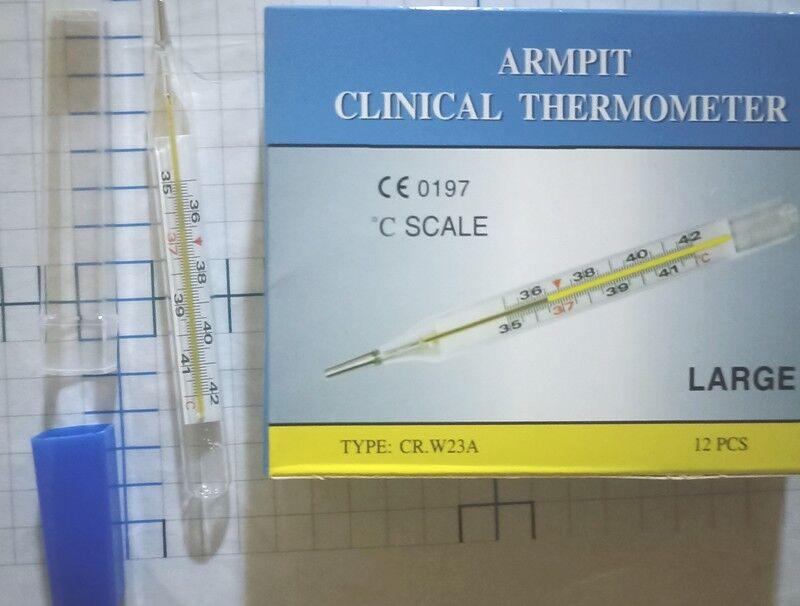 ARMPIT
CLINICAL THERMOMETER
CE 0197
°C SCALE
35 36 37 38 39 40 41 42 °C
LARGE
TYPE: CR.W23A
12 PCS
35 36 37 38 39 40 41 42 C